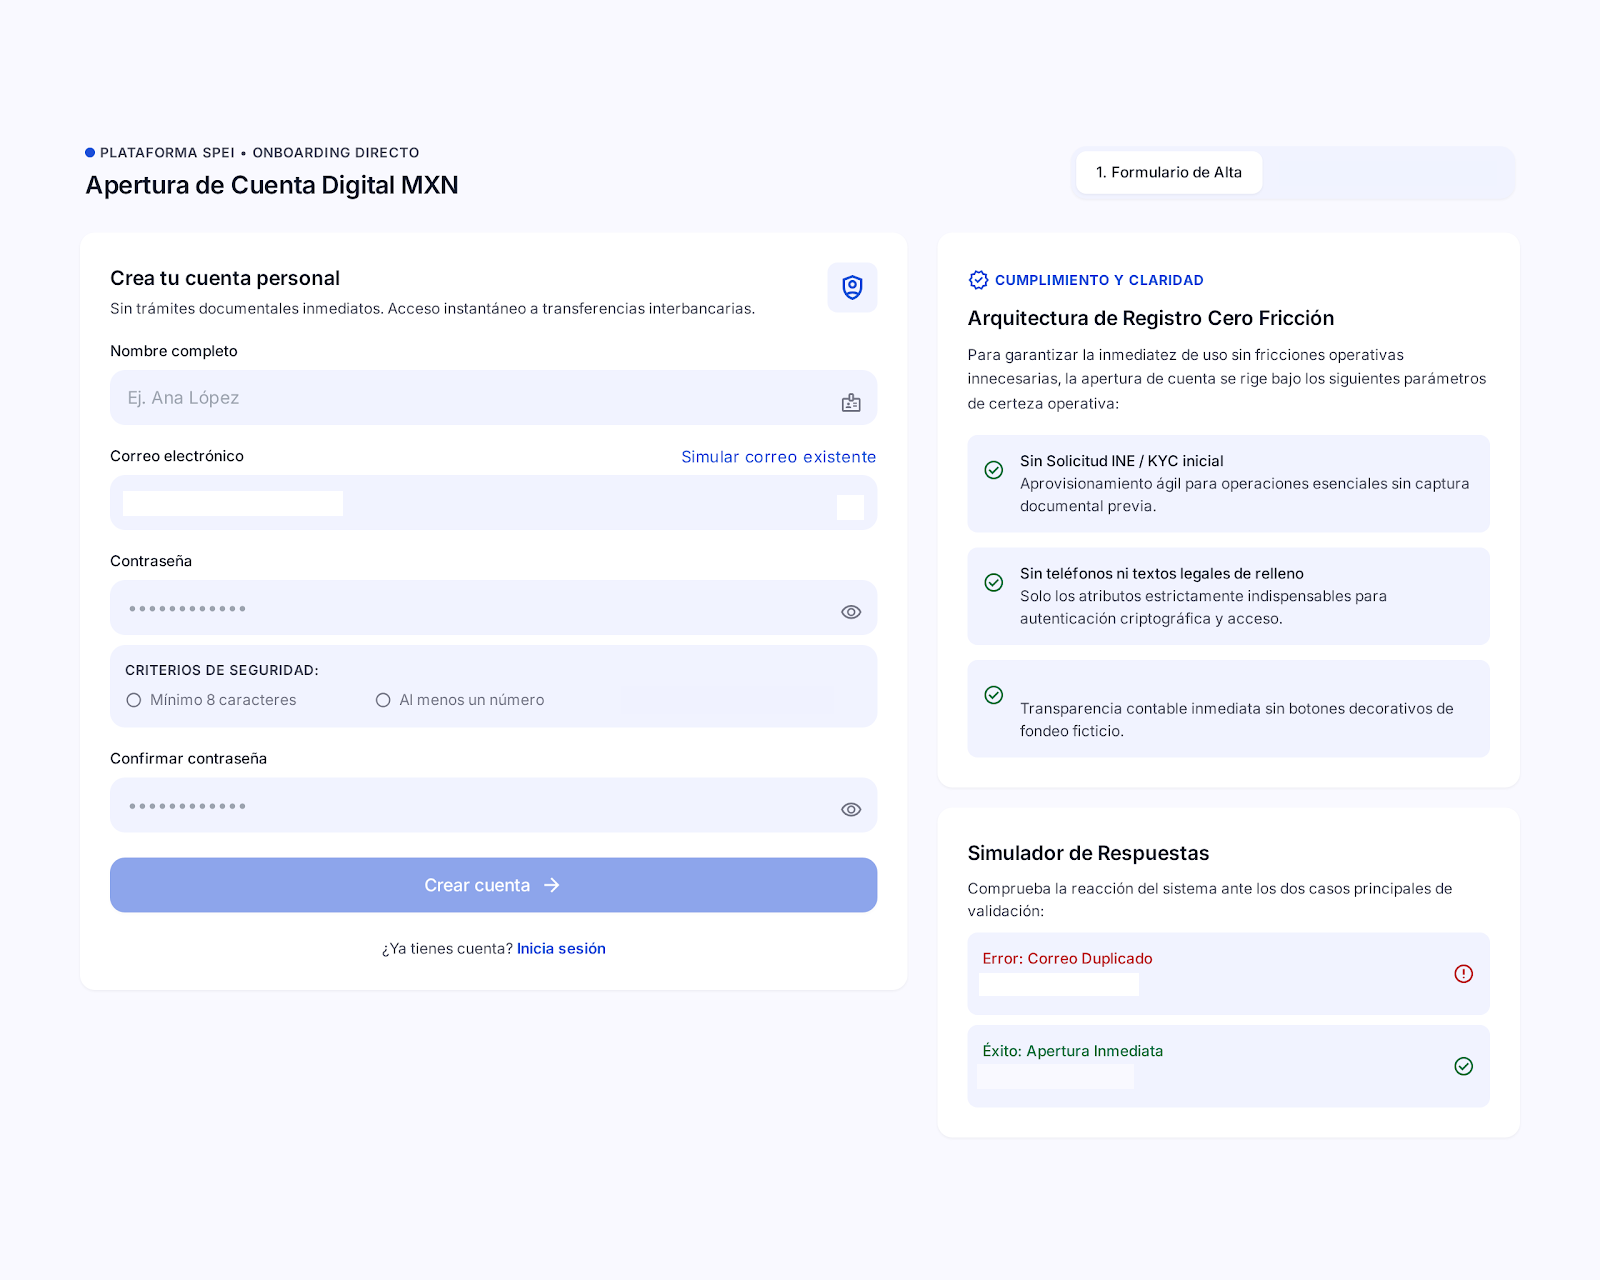 PLATAFORMA SPEI • ONBOARDING DIRECTO
Apertura de Cuenta Digital MXN
1. Formulario de Alta
Crea tu cuenta personal
Sin trámites documentales inmediatos. Acceso instantáneo a transferencias interbancarias.
Nombre completo
Ej. Ana López
Correo electrónico
Simular correo existente
Contraseña
••••••••••••
CRITERIOS DE SEGURIDAD:
Mínimo 8 caracteres
Al menos un número
Confirmar contraseña
••••••••••••
Crear cuenta →
¿Ya tienes cuenta? Inicia sesión
CUMPLIMIENTO Y CLARIDAD
Arquitectura de Registro Cero Fricción
Para garantizar la inmediatez de uso sin fricciones operativas
innecesarias, la apertura de cuenta se rige bajo los siguientes parámetros
de certeza operativa:
Sin Solicitud INE / KYC inicial
Aprovisionamiento ágil para operaciones esenciales sin captura
documental previa.
Sin teléfonos ni textos legales de relleno
Solo los atributos estrictamente indispensables para
autenticación criptográfica y acceso.
Transparencia contable inmediata sin botones decorativos de
fondeo ficticio.
Simulador de Respuestas
Comprueba la reacción del sistema ante los dos casos principales de
validación:
Error: Correo Duplicado
Éxito: Apertura Inmediata